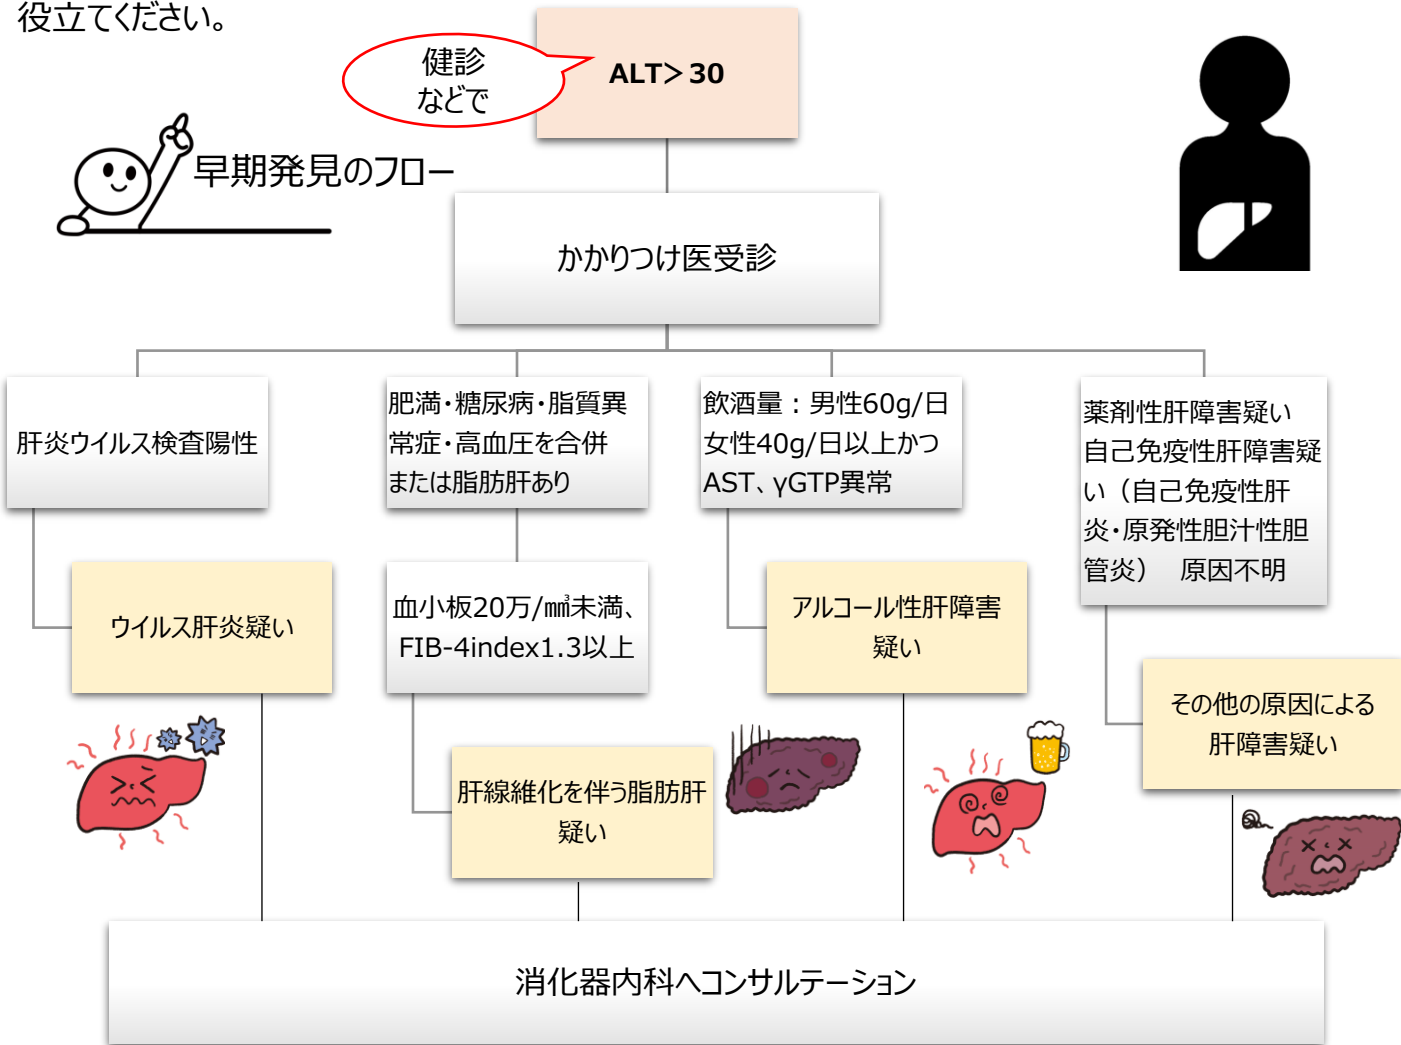 役立てください。
健診
などで
ALT＞30
早期発見のフロー
かかりつけ医受診
肝炎ウイルス検査陽性
肥満・糖尿病・脂質異
常症・高血圧を合併
または脂肪肝あり
飲酒量：男性60g/日
女性40g/日以上かつ
AST、γGTP異常
薬剤性肝障害疑い
自己免疫性肝障害疑
い（自己免疫性肝
炎・原発性胆汁性胆
管炎）　原因不明
ウイルス肝炎疑い
血小板20万/㎣未満、
FIB-4index1.3以上
アルコール性肝障害
疑い
その他の原因による
肝障害疑い
肝線維化を伴う脂肪肝
疑い
消化器内科へコンサルテーション